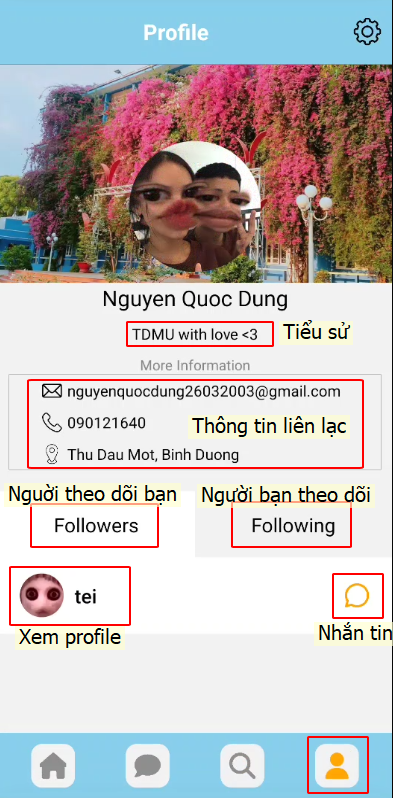 Profile
Nguyen Quoc Dung
TDMU with love <3
Tiểu sử
More Information
nguyenquocdung26032003@gmail.com
090121640
Thông tin liên lạc
Thu Dau Mot, Binh Duong
Người theo dõi bạn
Người bạn theo dõi
Followers
Following
tei
Xem profile
Nhắn tin